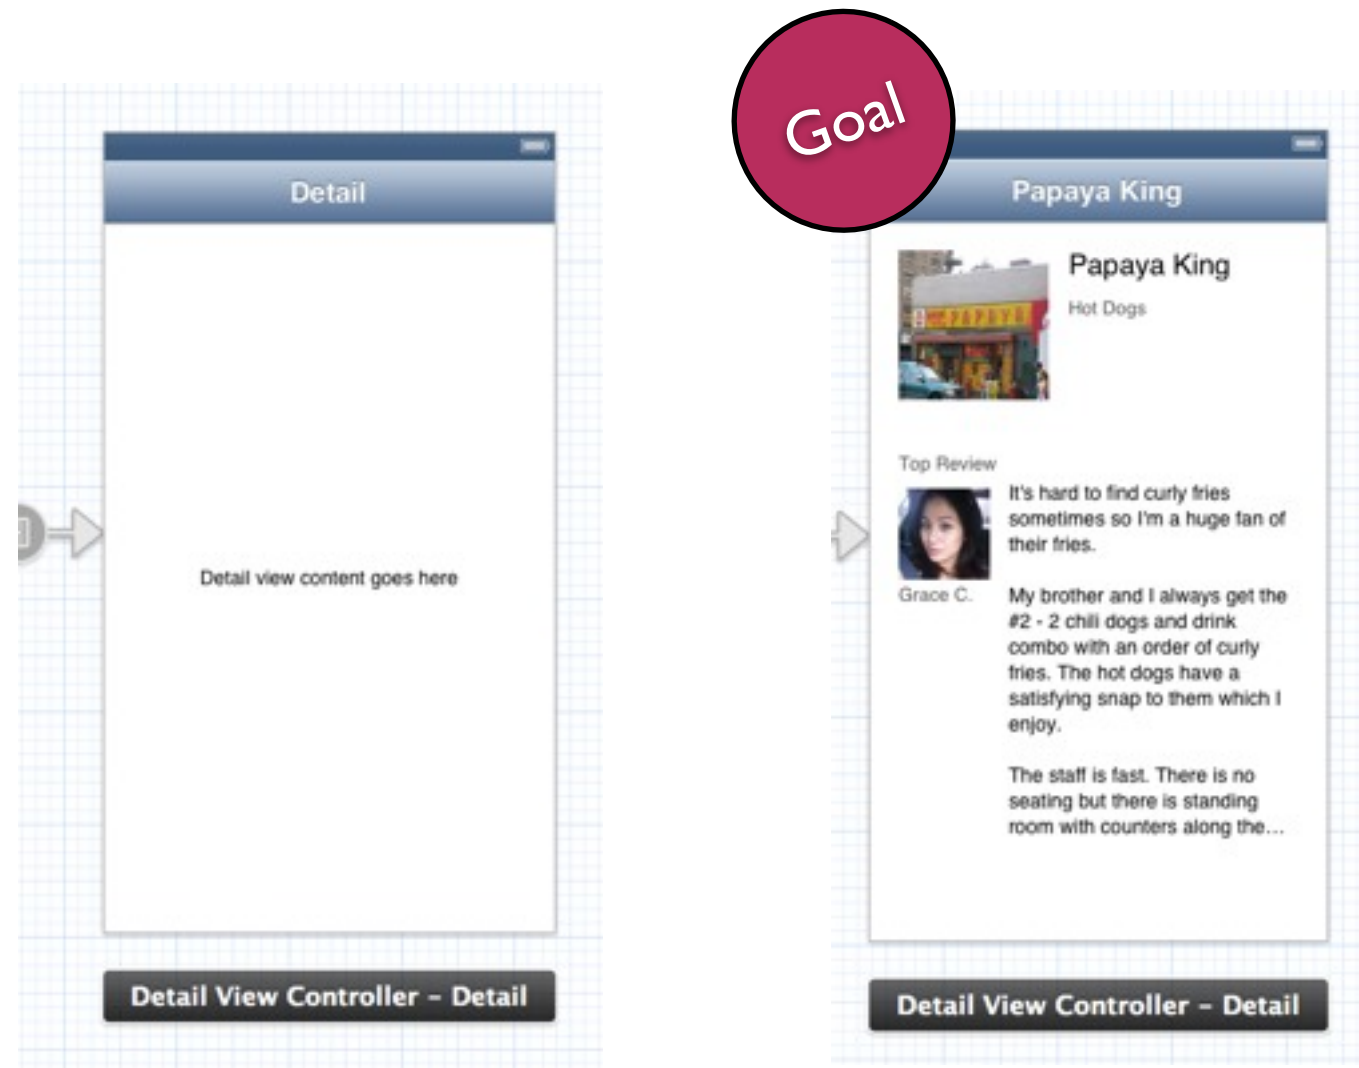 Goal
Detail
Detail view content goes here
Detail View Controller – Detail
Papaya King
Papaya King
Hot Dogs
PAPAYA
Top Review
Grace C.
It's hard to find curly fries
sometimes so I'm a huge fan of
their fries.
My brother and I always get the
#2 - 2 chili dogs and drink
combo with an order of curly
fries. The hot dogs have a
satisfying snap to them which I
enjoy.
The staff is fast. There is no
seating but there is standing
room with counters along the...
Detail View Controller – Detail